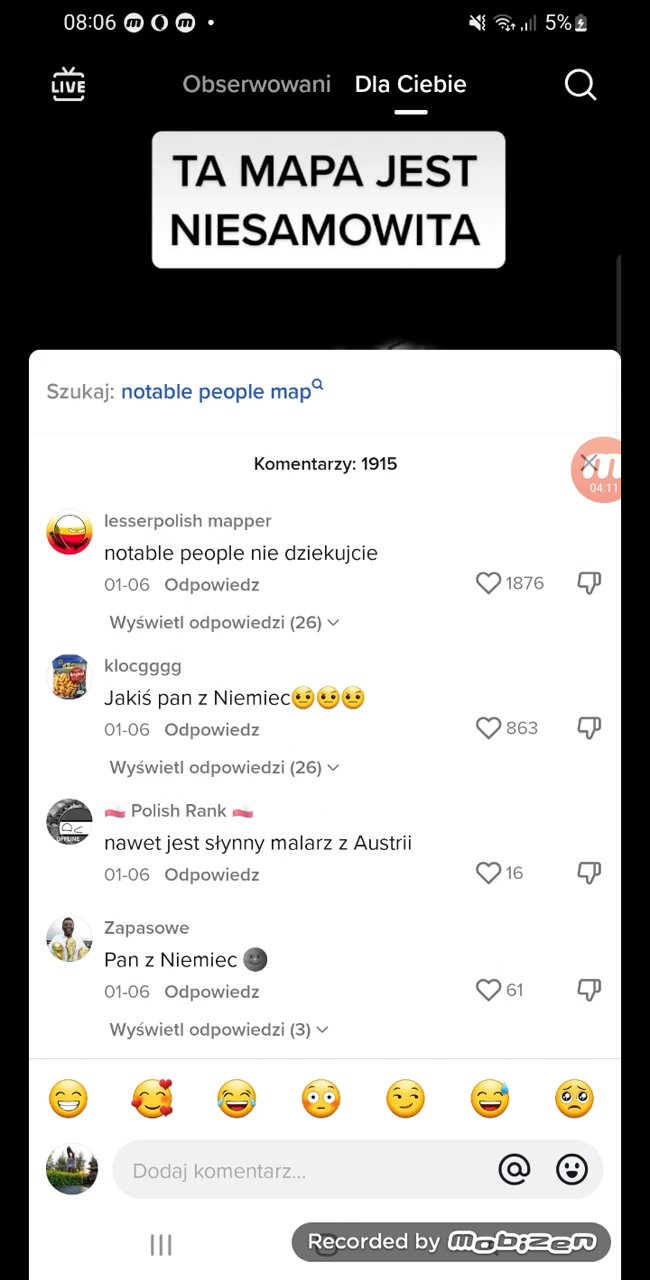 08:06
5%
LIVE
Obserwowani Dla Ciebie
TA MAPA JEST
NIESAMOWITA
Szukaj: notable people map
Komentarzy: 1915
04:11
lesserpolish mapper
notable people nie dziekujcie
01-06 Odpowiedz 1876
Wyświetl odpowiedzi (26)
klocgggg
Jakiś pan z Niemiec🤨🤨🤨
01-06 Odpowiedz 863
Wyświetl odpowiedzi (26)
🇵🇱 Polish Rank 🇵🇱
nawet jest słynny malarz z Austrii
01-06 Odpowiedz 16
Zapasowe
Pan z Niemiec 🌚
01-06 Odpowiedz 61
Wyświetl odpowiedzi (3)
Dodaj komentarz...
Recorded by mobizen